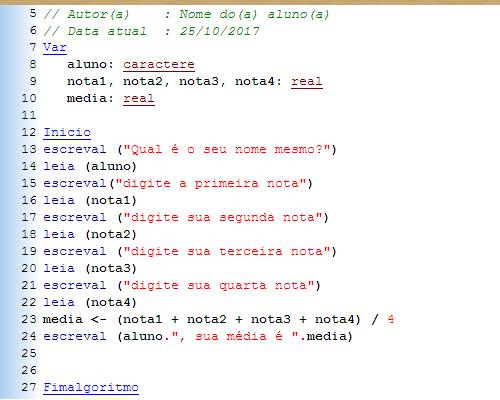 5 // Autor(a)    : Nome do(a) aluno(a)
6 // Data atual  : 25/10/2017
7 Var
8    aluno: caractere
9    nota1, nota2, nota3, nota4: real
10    media: real
11
12 Inicio
13 escreval ("Qual é o seu nome mesmo?")
14 leia (aluno)
15 escreval("digite a primeira nota")
16 leia (nota1)
17 escreval ("digite sua segunda nota")
18 leia (nota2)
19 escreval ("digite sua terceira nota")
20 leia (nota3)
21 escreval ("digite sua quarta nota")
22 leia (nota4)
23 media <- (nota1 + nota2 + nota3 + nota4) / 4
24 escreval (aluno.", sua média é ".media)
25
26
27 Fimalgoritmo